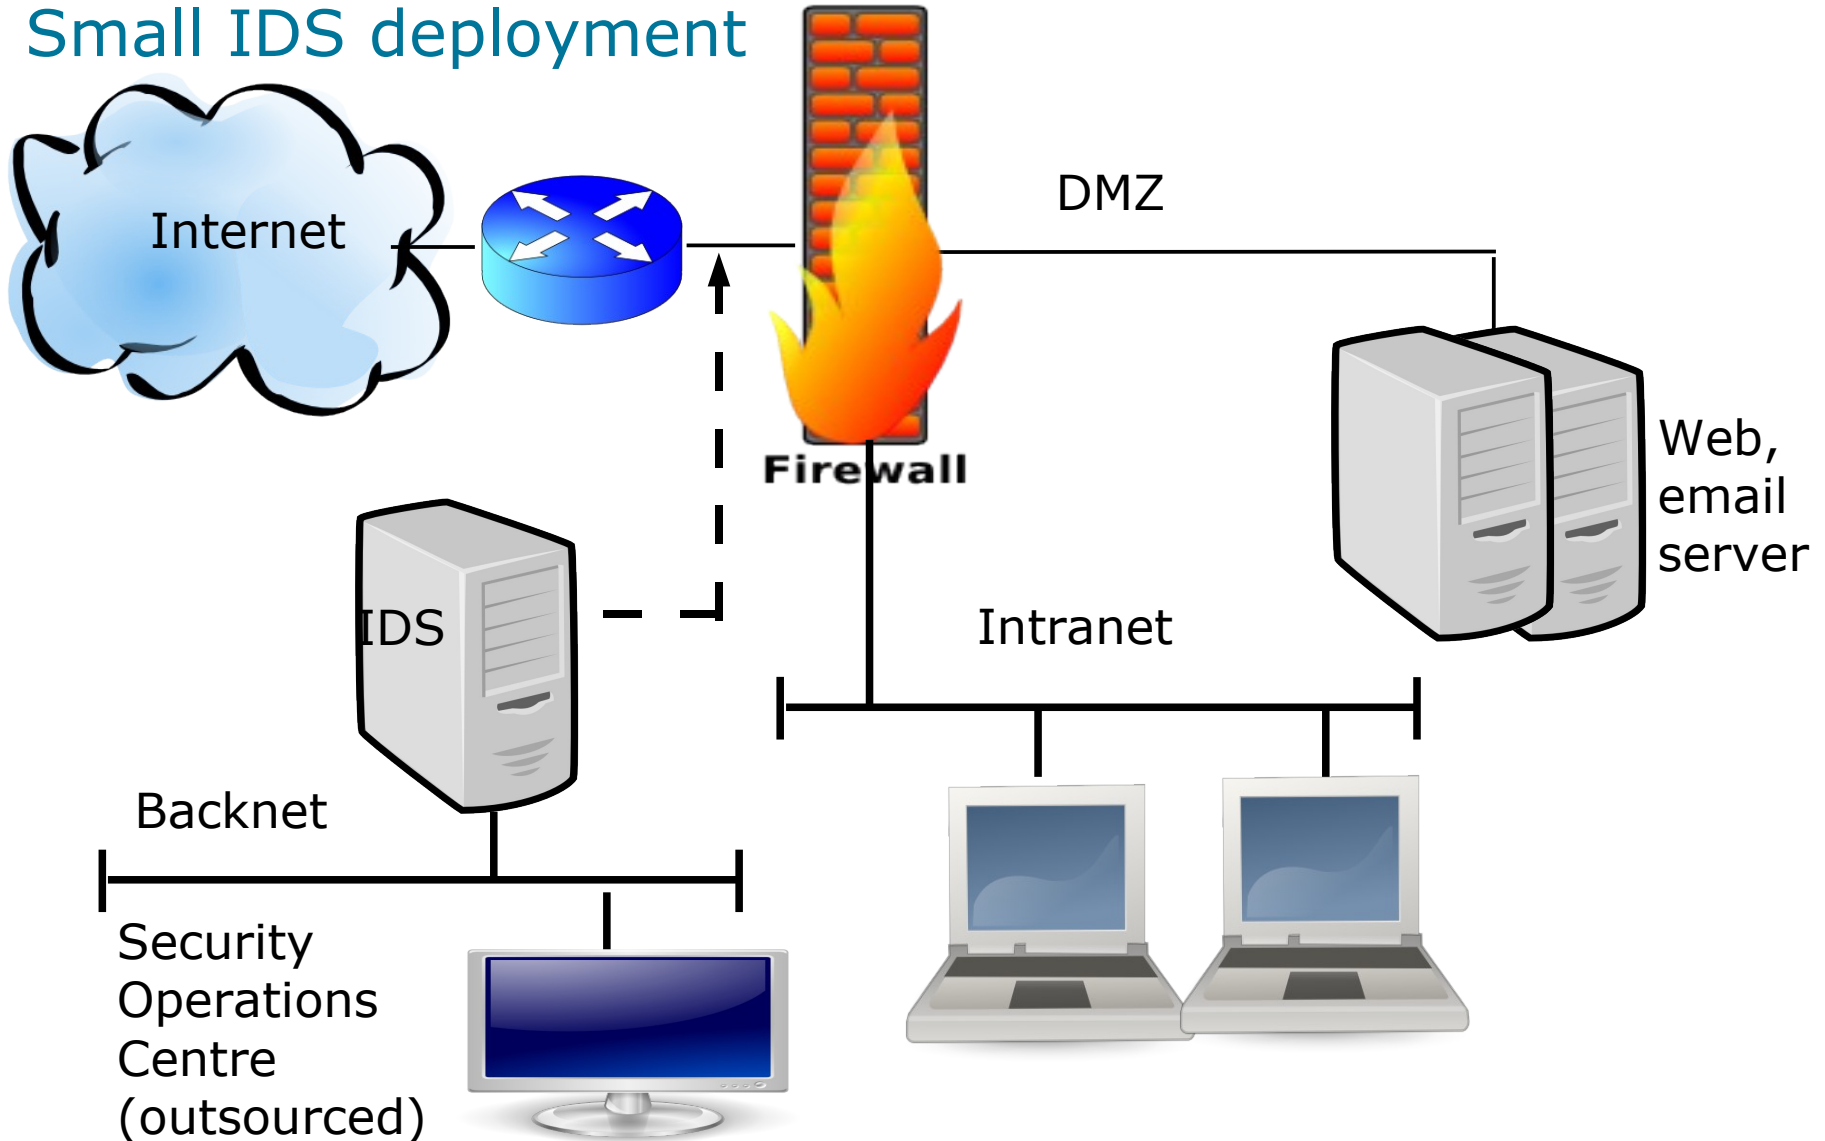 Small IDS deployment
Internet
DMZ
Firewall
Web,
email
server
IDS
Intranet
Backnet
Security
Operations
Centre
(outsourced)